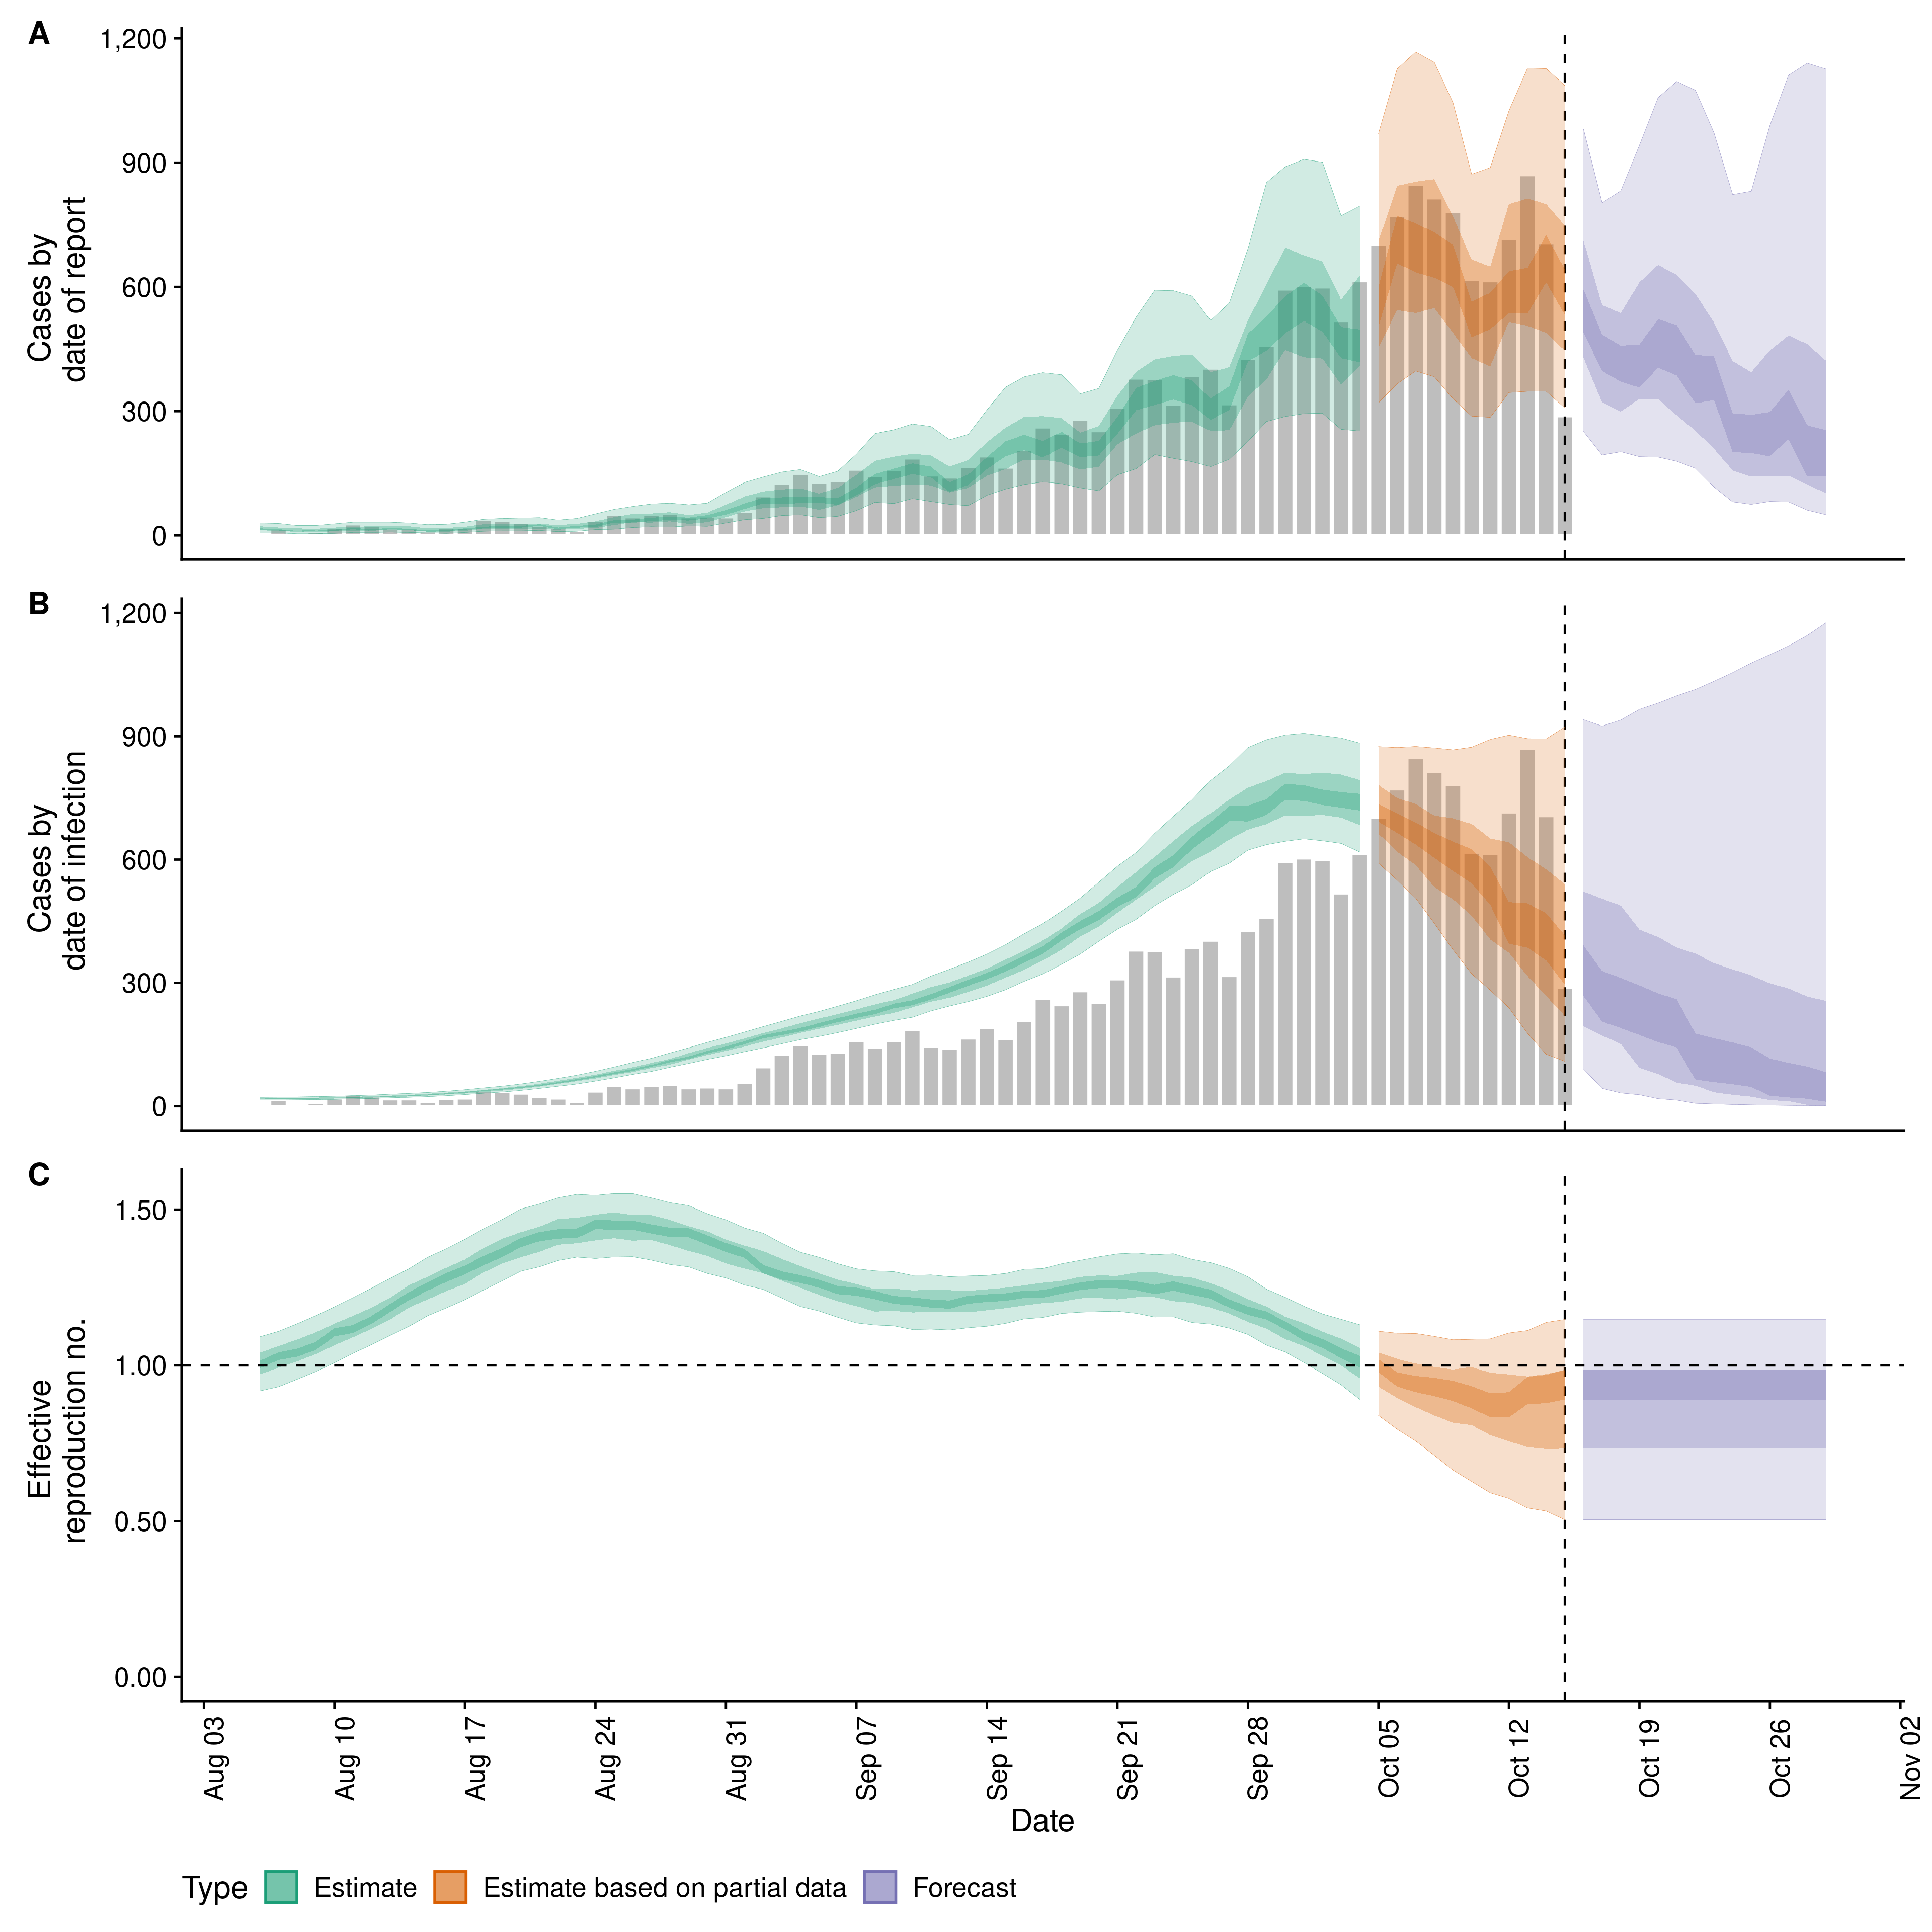 A
1,200
900
600
300
0
Cases by
date of report
B
1,200
900
600
300
0
Cases by
date of infection
C
1.50
1.00
0.50
0.00
Effective
reproduction no.
Aug 03
Aug 10
Aug 17
Aug 24
Aug 31
Sep 07
Sep 14
Sep 21
Sep 28
Oct 05
Oct 12
Oct 19
Oct 26
Nov 02
Date
Type Estimate Estimate based on partial data Forecast